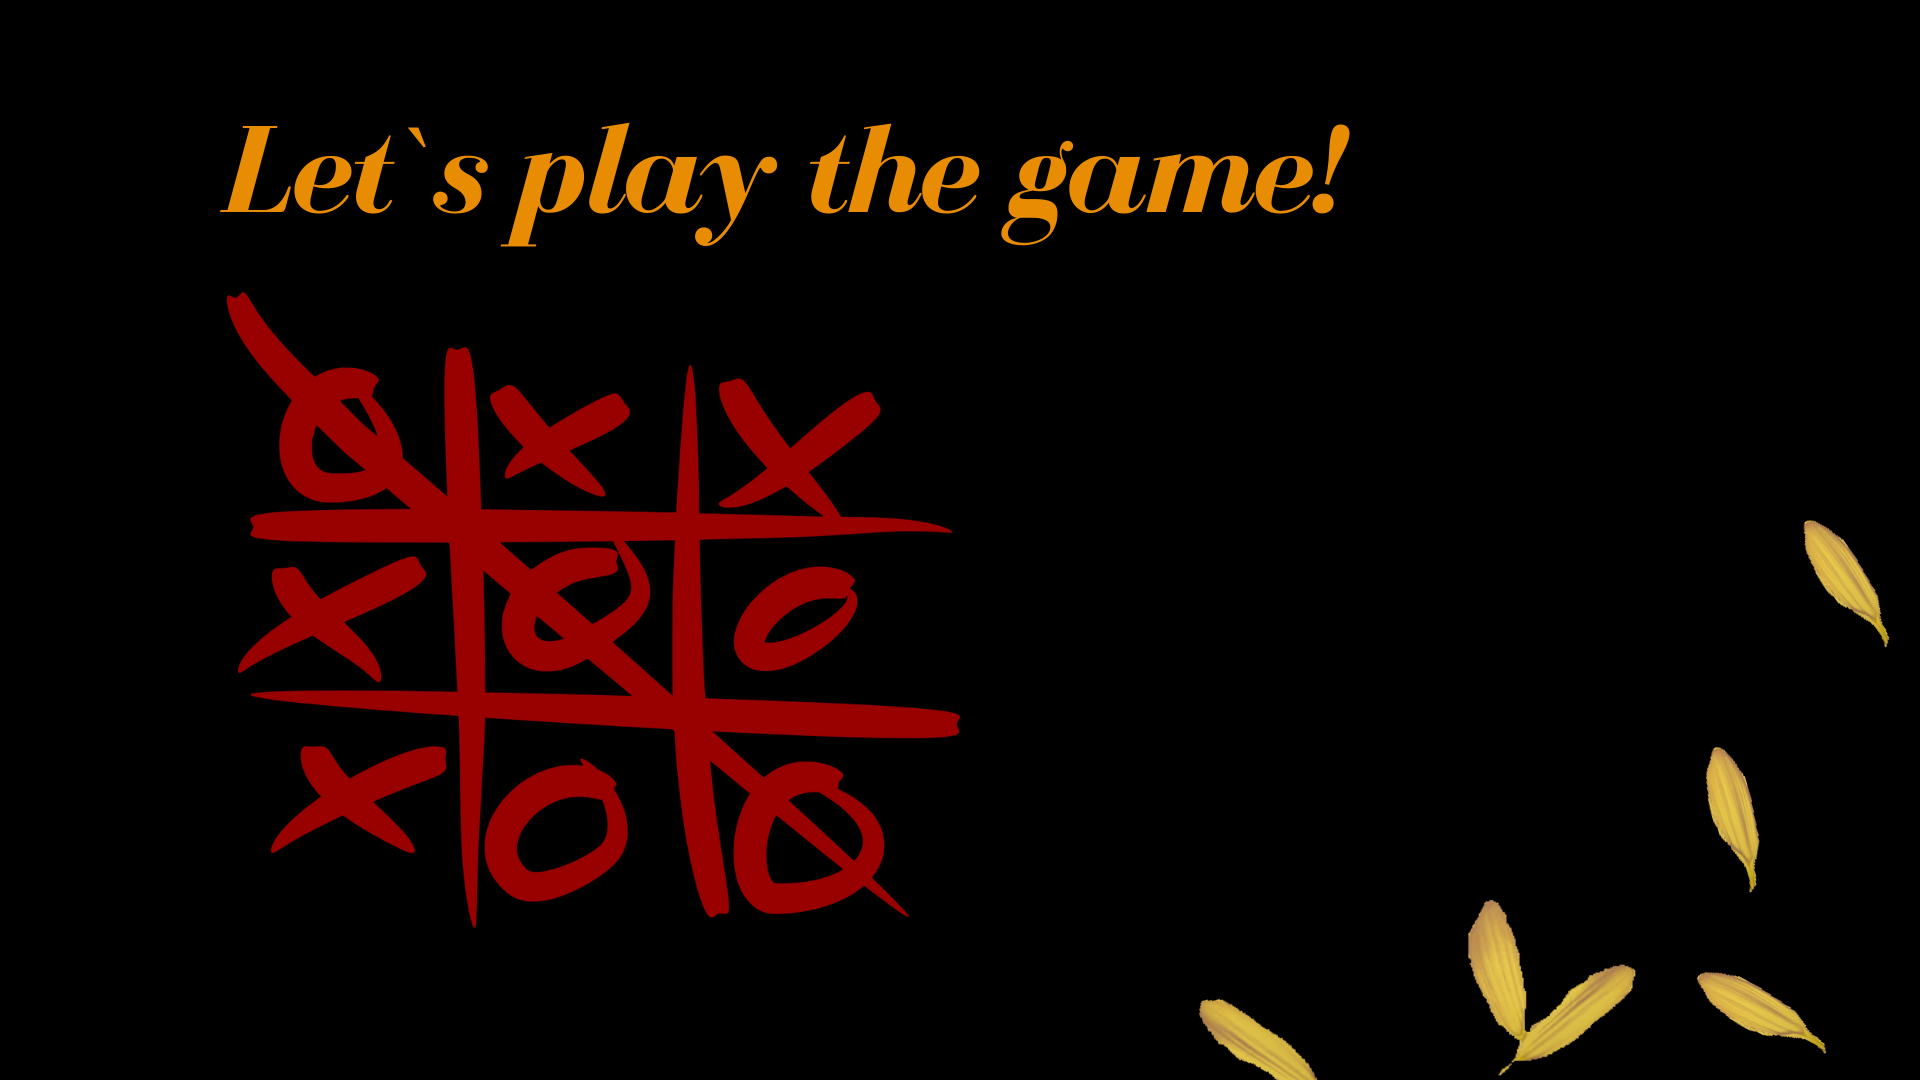 Let`s play the game!
O X X
X O O
X O O